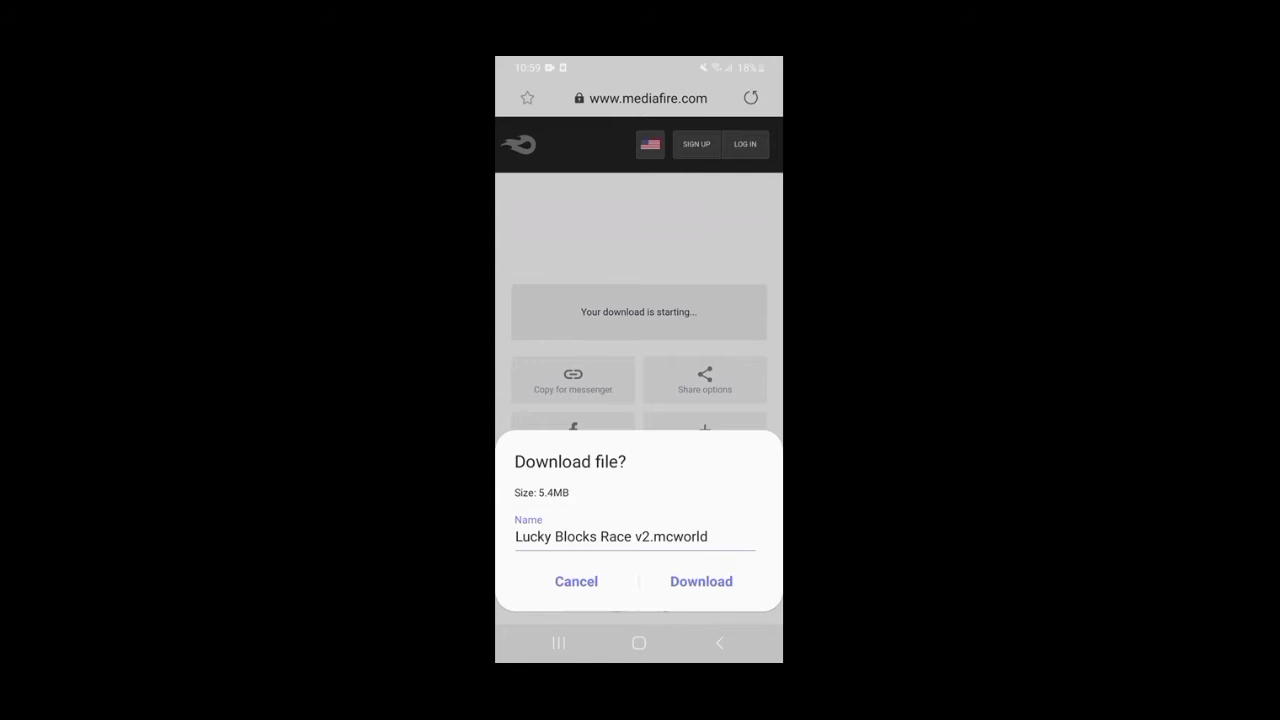 10:59 18%
www.mediafire.com
SIGN UP LOG IN
Your download is starting...
Copy for messenger Share options
Download file?
Size: 5.4MB
Name
Lucky Blocks Race v2.mcworld
Cancel Download